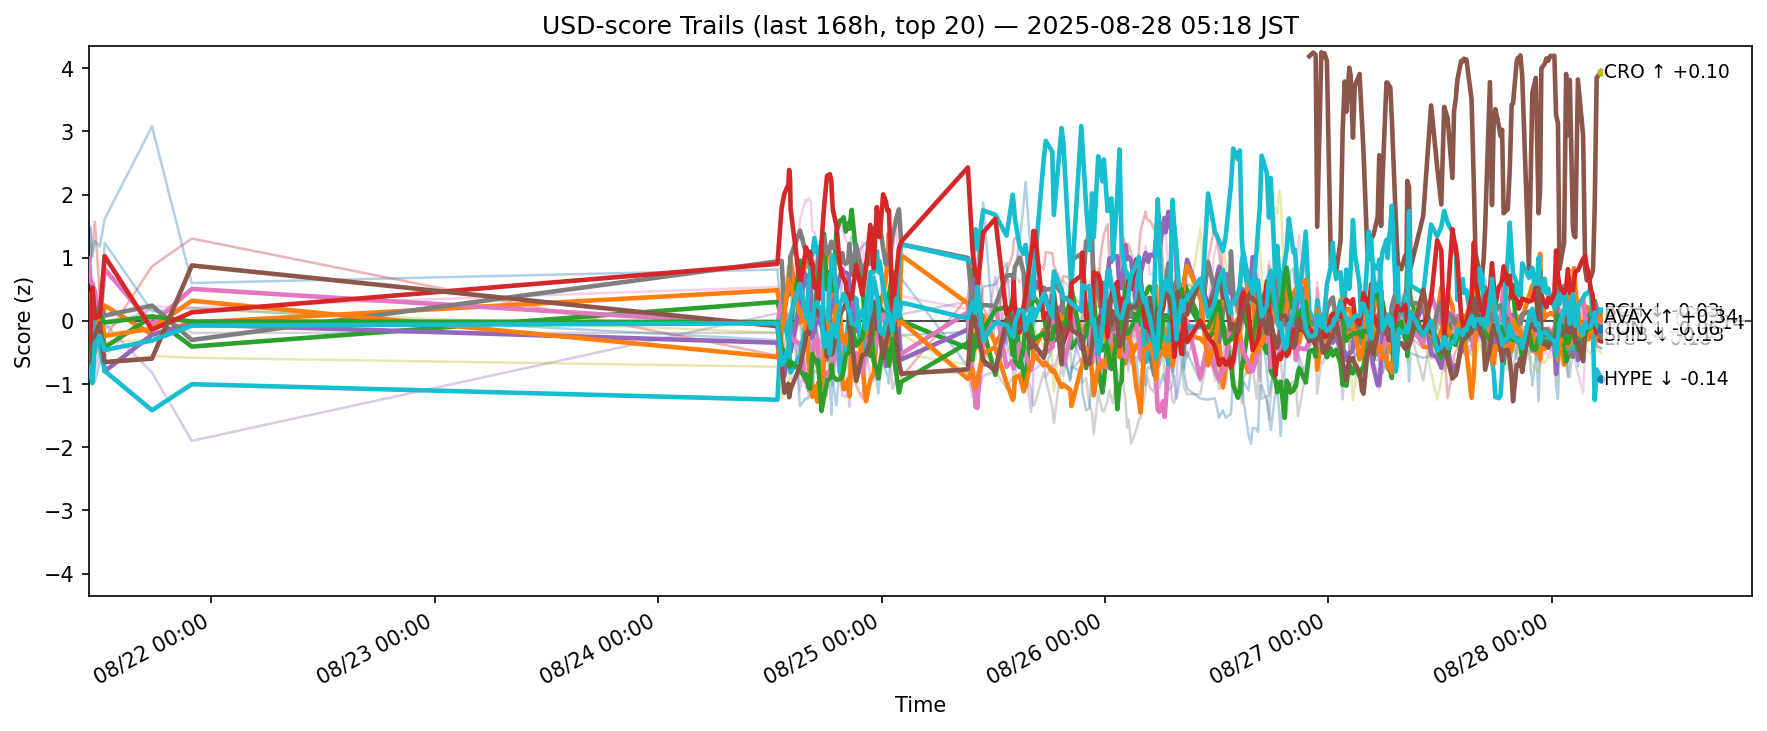 USD-score Trails (last 168h, top 20) — 2025-08-28 05:18 JST
Score (z)
4
3
2
1
0
−1
−2
−3
−4
CRO ↑ +0.10
AVAX ↑ +0.34
HYPE ↓ -0.14
08/22 00:00
08/23 00:00
08/24 00:00
08/25 00:00
08/26 00:00
08/27 00:00
08/28 00:00
Time